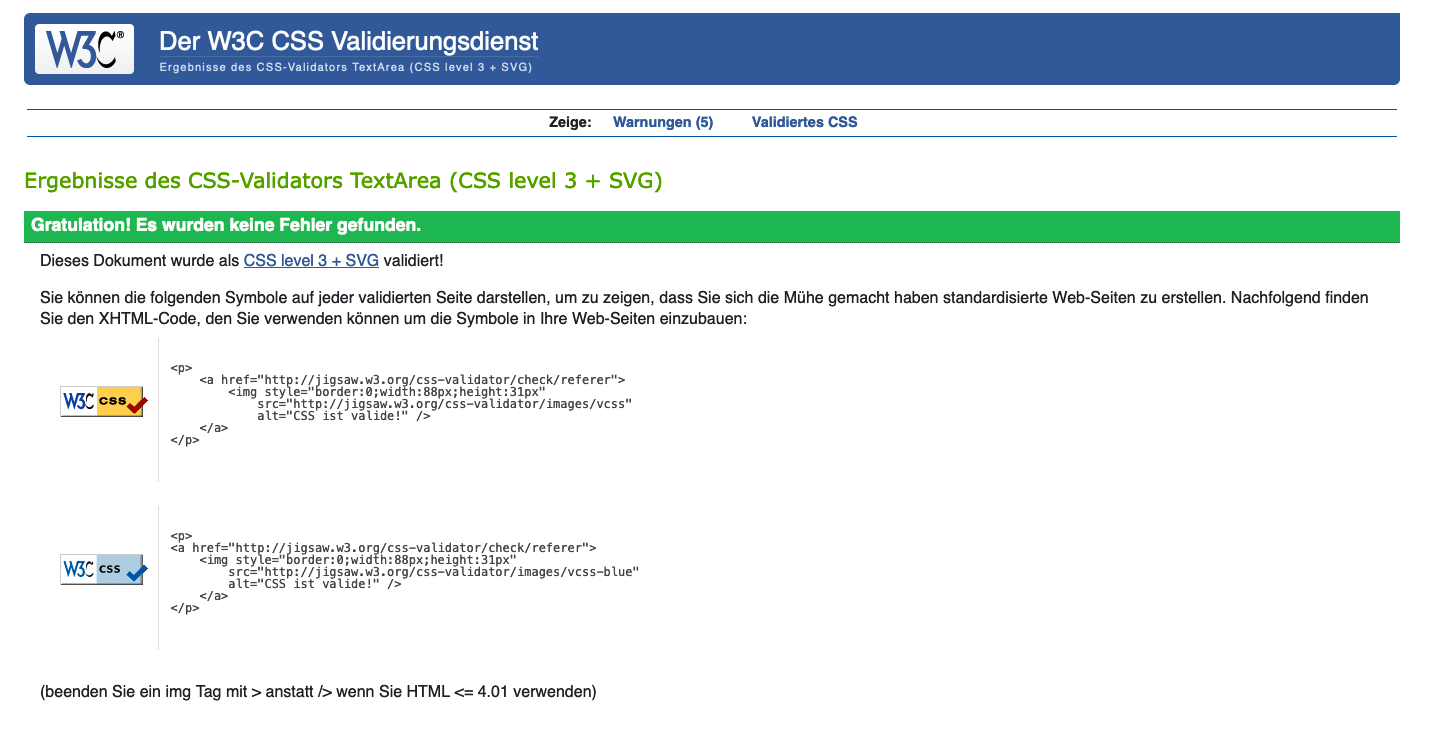 W3C®
Der W3C CSS Validierungsdienst
Ergebnisse des CSS-Validators TextArea (CSS level 3 + SVG)
Zeige: Warnungen (5) Validiertes CSS
Ergebnisse des CSS-Validators TextArea (CSS level 3 + SVG)
Gratulation! Es wurden keine Fehler gefunden.
Dieses Dokument wurde als CSS level 3 + SVG validiert!
Sie können die folgenden Symbole auf jeder validierten Seite darstellen, um zu zeigen, dass Sie sich die Mühe gemacht haben standardisierte Web-Seiten zu erstellen. Nachfolgend finden
Sie den XHTML-Code, den Sie verwenden können um die Symbole in Ihre Web-Seiten einzubauen:
W3C CSS
<p>
    <a href="http://jigsaw.w3.org/css-validator/check/referer">
        <img style="border:0;width:88px;height:31px"
            src="http://jigsaw.w3.org/css-validator/images/vcss"
            alt="CSS ist valide!" />
    </a>
</p>
W3C CSS
<p>
<a href="http://jigsaw.w3.org/css-validator/check/referer">
    <img style="border:0;width:88px;height:31px"
        src="http://jigsaw.w3.org/css-validator/images/vcss-blue"
        alt="CSS ist valide!" />
    </a>
</p>
(beenden Sie ein img Tag mit > anstatt /> wenn Sie HTML <= 4.01 verwenden)